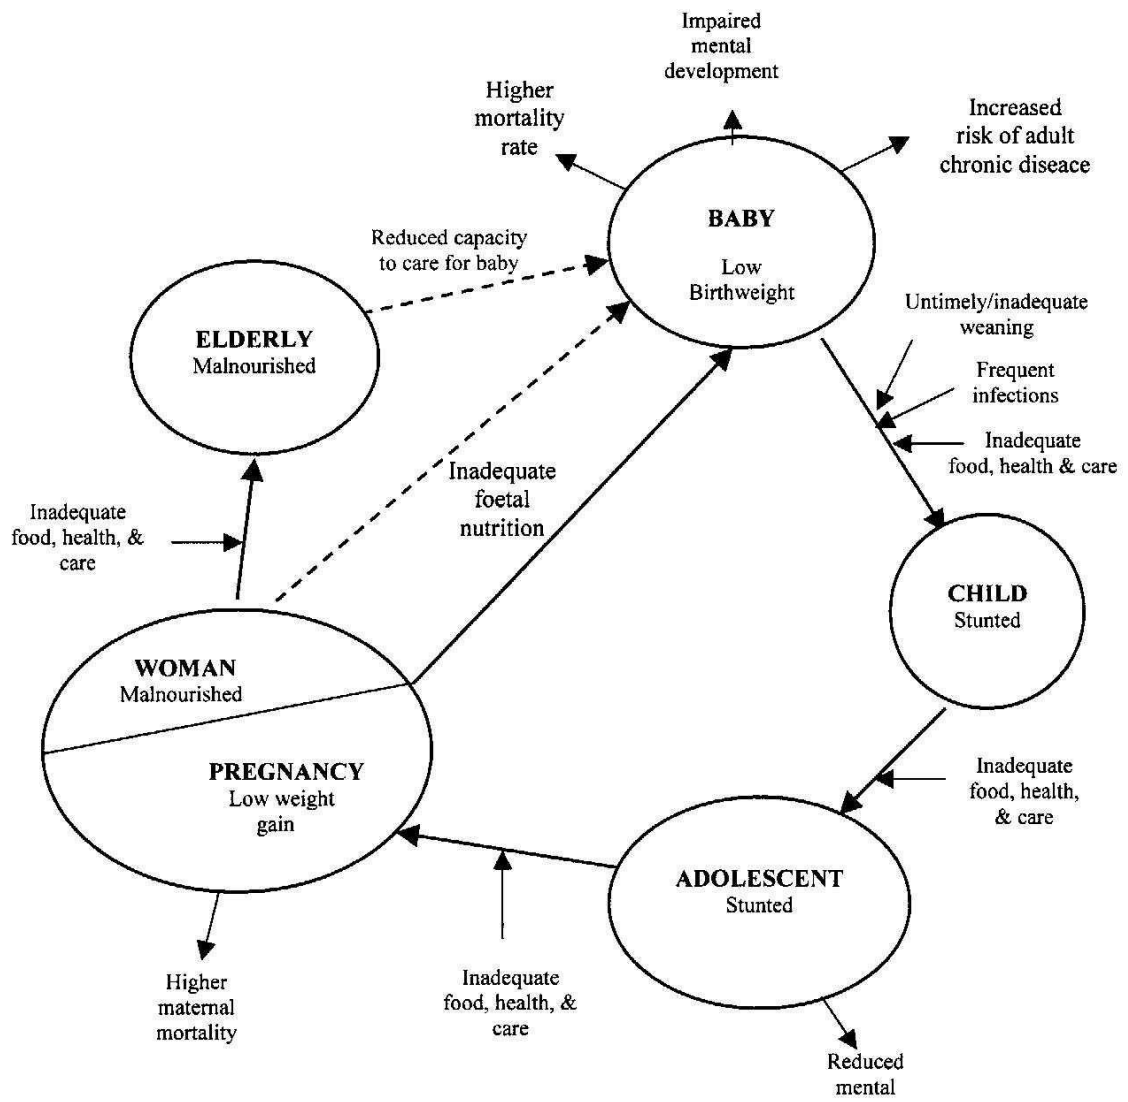 Impaired
mental
development
Higher
mortality
rate
Increased
risk of adult
chronic diseace
BABY
Low
Birthweight
Reduced capacity
to care for baby
Untimely/inadequate
weaning
ELDERLY
Malnourished
Frequent
infections
Inadequate
food, health & care
Inadequate
foetal
nutrition
Inadequate
food, health, &
care
CHILD
Stunted
WOMAN
Malnourished
PREGNANCY
Low weight
gain
Inadequate
food, health,
& care
ADOLESCENT
Stunted
Higher
maternal
mortality
Inadequate
food, health, &
care
Reduced
mental